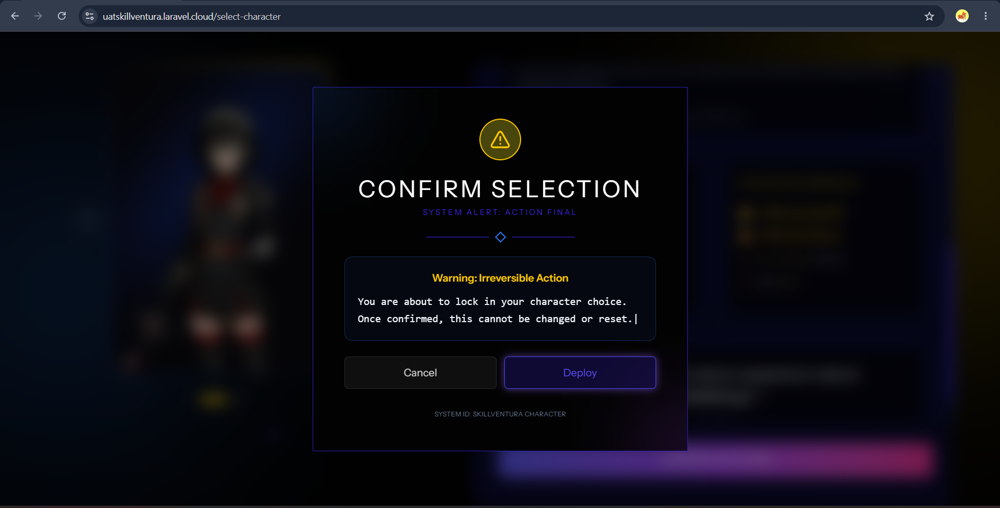 uatskillventura.laravel.cloud/select-character
CONFIRM SELECTION
SYSTEM ALERT: ACTION FINAL
Warning: Irreversible Action
You are about to lock in your character choice.
Once confirmed, this cannot be changed or reset.|
Cancel
Deploy
SYSTEM ID: SKILLVENTURA CHARACTER